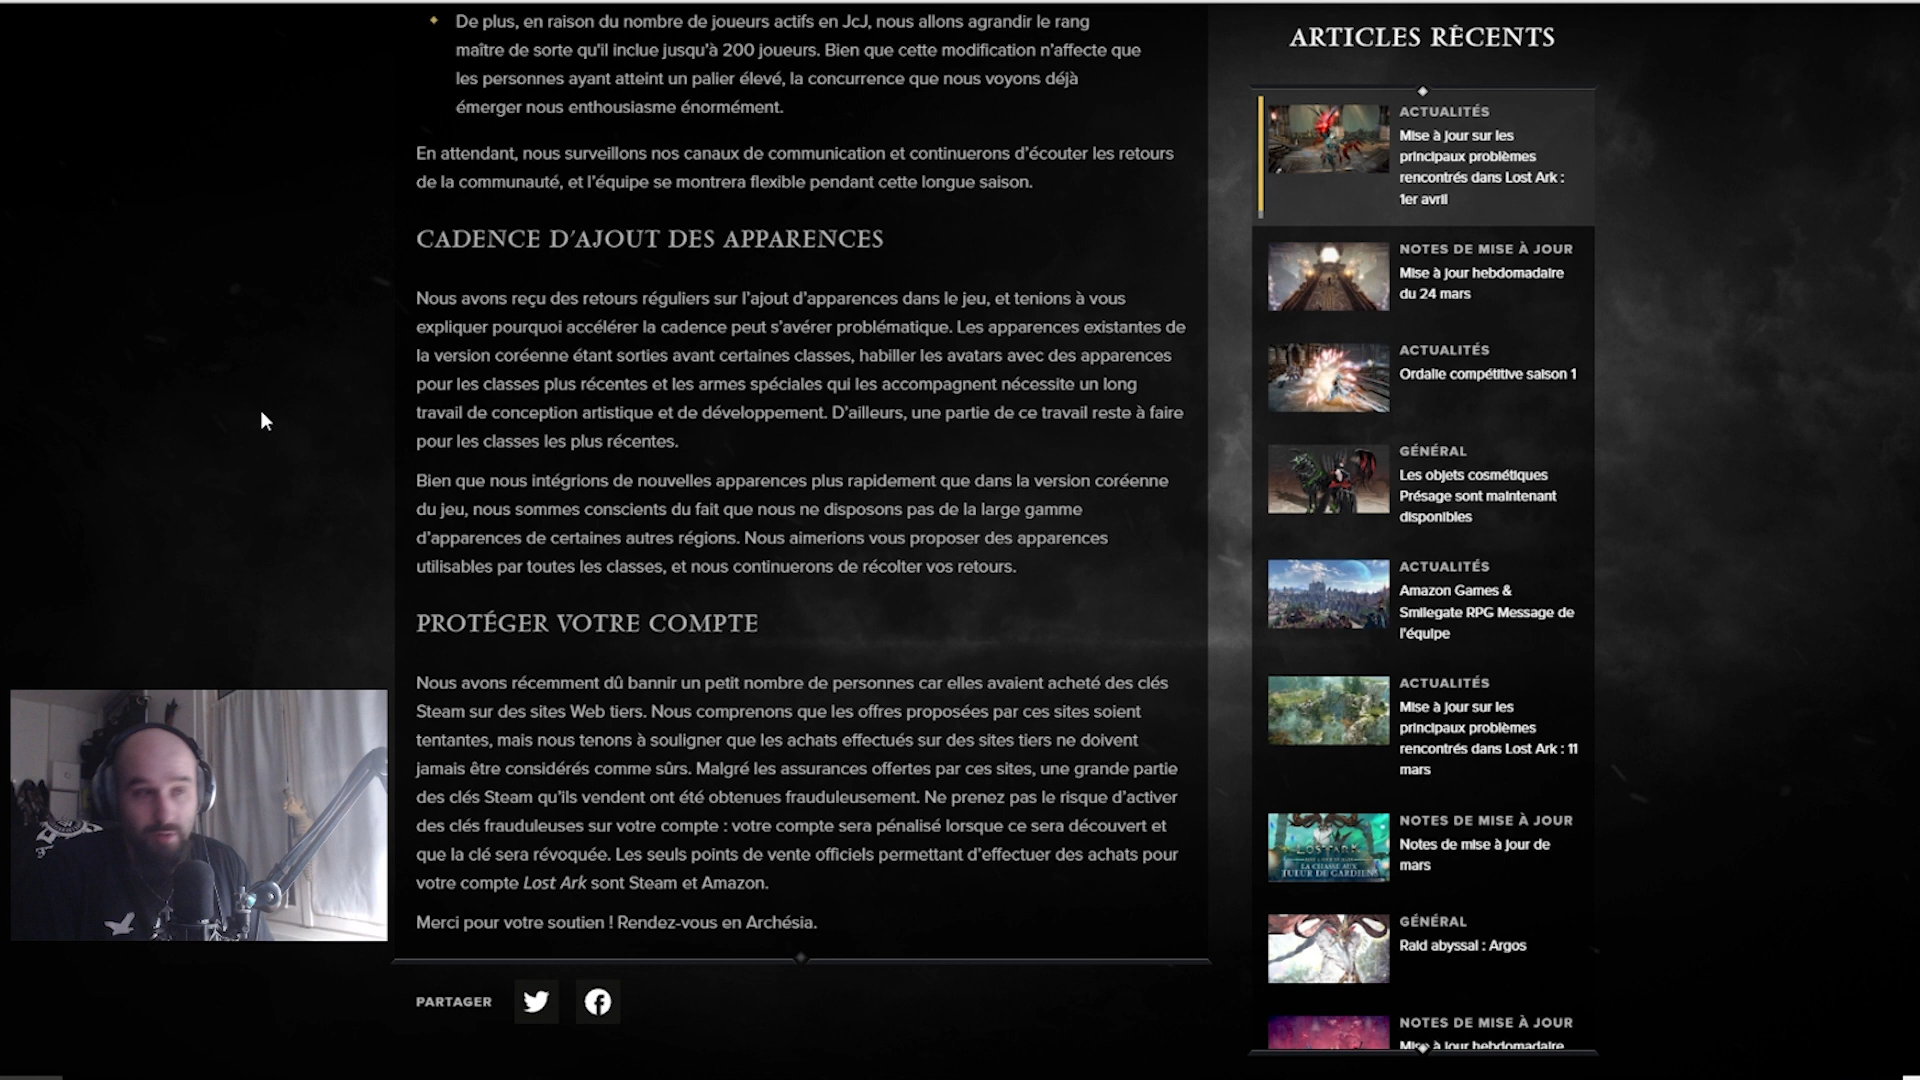 De plus, en raison du nombre de joueurs actifs en JcJ, nous allons agrandir le rang
maître de sorte qu'il inclue jusqu'à 200 joueurs. Bien que cette modification n'affecte que
les personnes ayant atteint un palier élevé, la concurrence que nous voyons déjà
émerger nous enthousiasme énormément.
En attendant, nous surveillons nos canaux de communication et continuerons d'écouter les retours
de la communauté, et l'équipe se montrera flexible pendant cette longue saison.
CADENCE D'AJOUT DES APPARENCES
Nous avons reçu des retours réguliers sur l'ajout d'apparences dans le jeu, et tenions à vous
expliquer pourquoi accélérer la cadence peut s'avérer problématique. Les apparences existantes de
la version coréenne étant sorties avant certaines classes, habiller les avatars avec des apparences
pour les classes plus récentes et les armes spéciales qui les accompagnent nécessite un long
travail de conception artistique et de développement. D'ailleurs, une partie de ce travail reste à faire
pour les classes les plus récentes.
Bien que nous intégrions de nouvelles apparences plus rapidement que dans la version coréenne
du jeu, nous sommes conscients du fait que nous ne disposons pas de la large gamme
d'apparences de certaines autres régions. Nous aimerions vous proposer des apparences
utilisables par toutes les classes, et nous continuerons de récolter vos retours.
PROTÉGER VOTRE COMPTE
Nous avons récemment dû bannir un petit nombre de personnes car elles avaient acheté des clés
Steam sur des sites Web tiers. Nous comprenons que les offres proposées par ces sites soient
tentantes, mais nous tenons à souligner que les achats effectués sur des sites tiers ne doivent
jamais être considérés comme sûrs. Malgré les assurances offertes par ces sites, une grande partie
des clés Steam qu'ils vendent ont été obtenues frauduleusement. Ne prenez pas le risque d'activer
des clés frauduleuses sur votre compte : votre compte sera pénalisé lorsque ce sera découvert et
que la clé sera révoquée. Les seuls points de vente officiels permettant d'effectuer des achats pour
votre compte Lost Ark sont Steam et Amazon.
Merci pour votre soutien ! Rendez-vous en Archésia.
PARTAGER
ARTICLES RÉCENTS
ACTUALITÉS
Mise à jour sur les
principaux problèmes
rencontrés dans Lost Ark :
1er avril
NOTES DE MISE À JOUR
Mise à jour hebdomadaire
du 24 mars
ACTUALITÉS
Ordalie compétitive saison 1
GÉNÉRAL
Les objets cosmétiques
Présage sont maintenant
disponibles
ACTUALITÉS
Amazon Games &
Smilegate RPG Message de
l'équipe
ACTUALITÉS
Mise à jour sur les
principaux problèmes
rencontrés dans Lost Ark : 11
mars
NOTES DE MISE À JOUR
Notes de mise à jour de
mars
LOST ARK
LA CHASSE AUX
TUEUR DE GARDIENS
GÉNÉRAL
Raid abyssal : Argos
NOTES DE MISE À JOUR
Mise à jour hebdomadaire